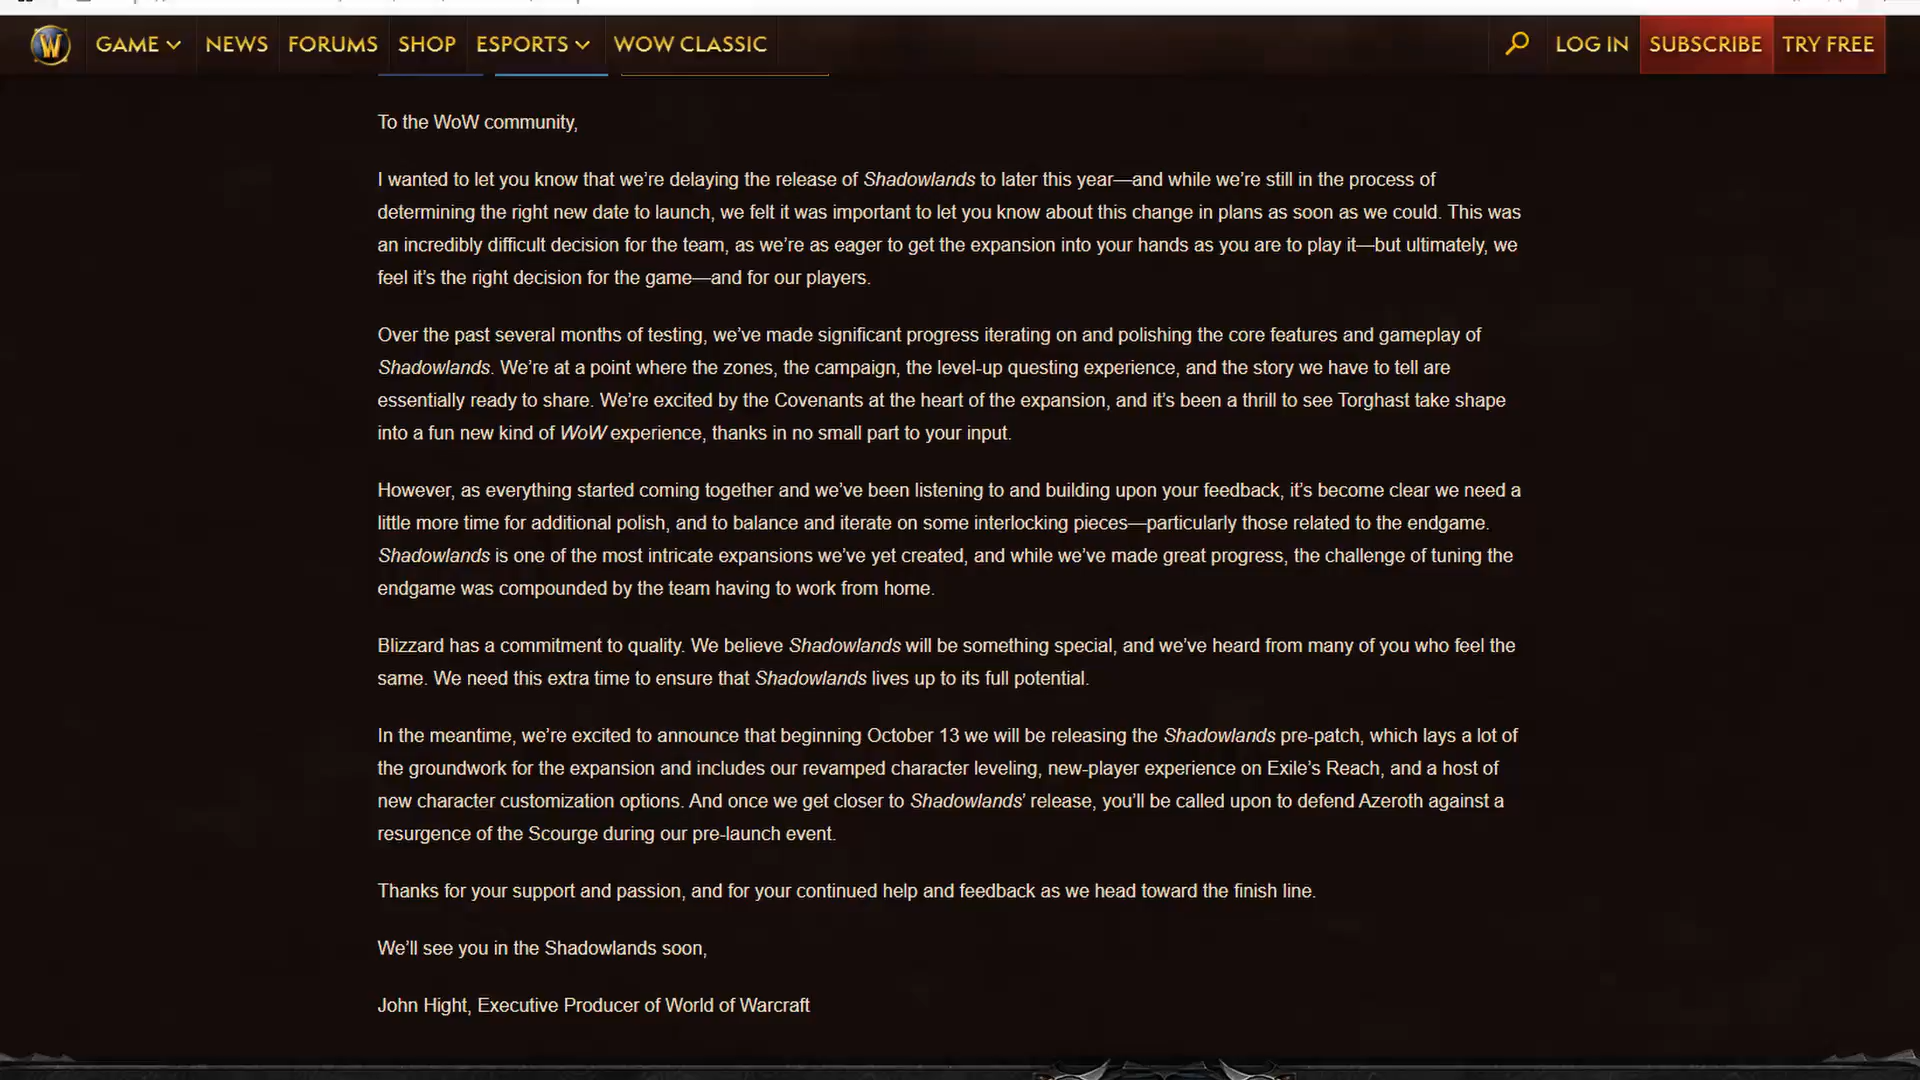 GAME NEWS FORUMS SHOP ESPORTS WOW CLASSIC LOG IN SUBSCRIBE TRY FREE
To the WoW community,
I wanted to let you know that we’re delaying the release of Shadowlands to later this year—and while we’re still in the process of
determining the right new date to launch, we felt it was important to let you know about this change in plans as soon as we could. This was
an incredibly difficult decision for the team, as we’re as eager to get the expansion into your hands as you are to play it—but ultimately, we
feel it’s the right decision for the game—and for our players.
Over the past several months of testing, we’ve made significant progress iterating on and polishing the core features and gameplay of
Shadowlands. We’re at a point where the zones, the campaign, the level-up questing experience, and the story we have to tell are
essentially ready to share. We’re excited by the Covenants at the heart of the expansion, and it’s been a thrill to see Torghast take shape
into a fun new kind of WoW experience, thanks in no small part to your input.
However, as everything started coming together and we’ve been listening to and building upon your feedback, it’s become clear we need a
little more time for additional polish, and to balance and iterate on some interlocking pieces—particularly those related to the endgame.
Shadowlands is one of the most intricate expansions we’ve yet created, and while we’ve made great progress, the challenge of tuning the
endgame was compounded by the team having to work from home.
Blizzard has a commitment to quality. We believe Shadowlands will be something special, and we’ve heard from many of you who feel the
same. We need this extra time to ensure that Shadowlands lives up to its full potential.
In the meantime, we’re excited to announce that beginning October 13 we will be releasing the Shadowlands pre-patch, which lays a lot of
the groundwork for the expansion and includes our revamped character leveling, new-player experience on Exile’s Reach, and a host of
new character customization options. And once we get closer to Shadowlands’ release, you’ll be called upon to defend Azeroth against a
resurgence of the Scourge during our pre-launch event.
Thanks for your support and passion, and for your continued help and feedback as we head toward the finish line.
We’ll see you in the Shadowlands soon,
John Hight, Executive Producer of World of Warcraft